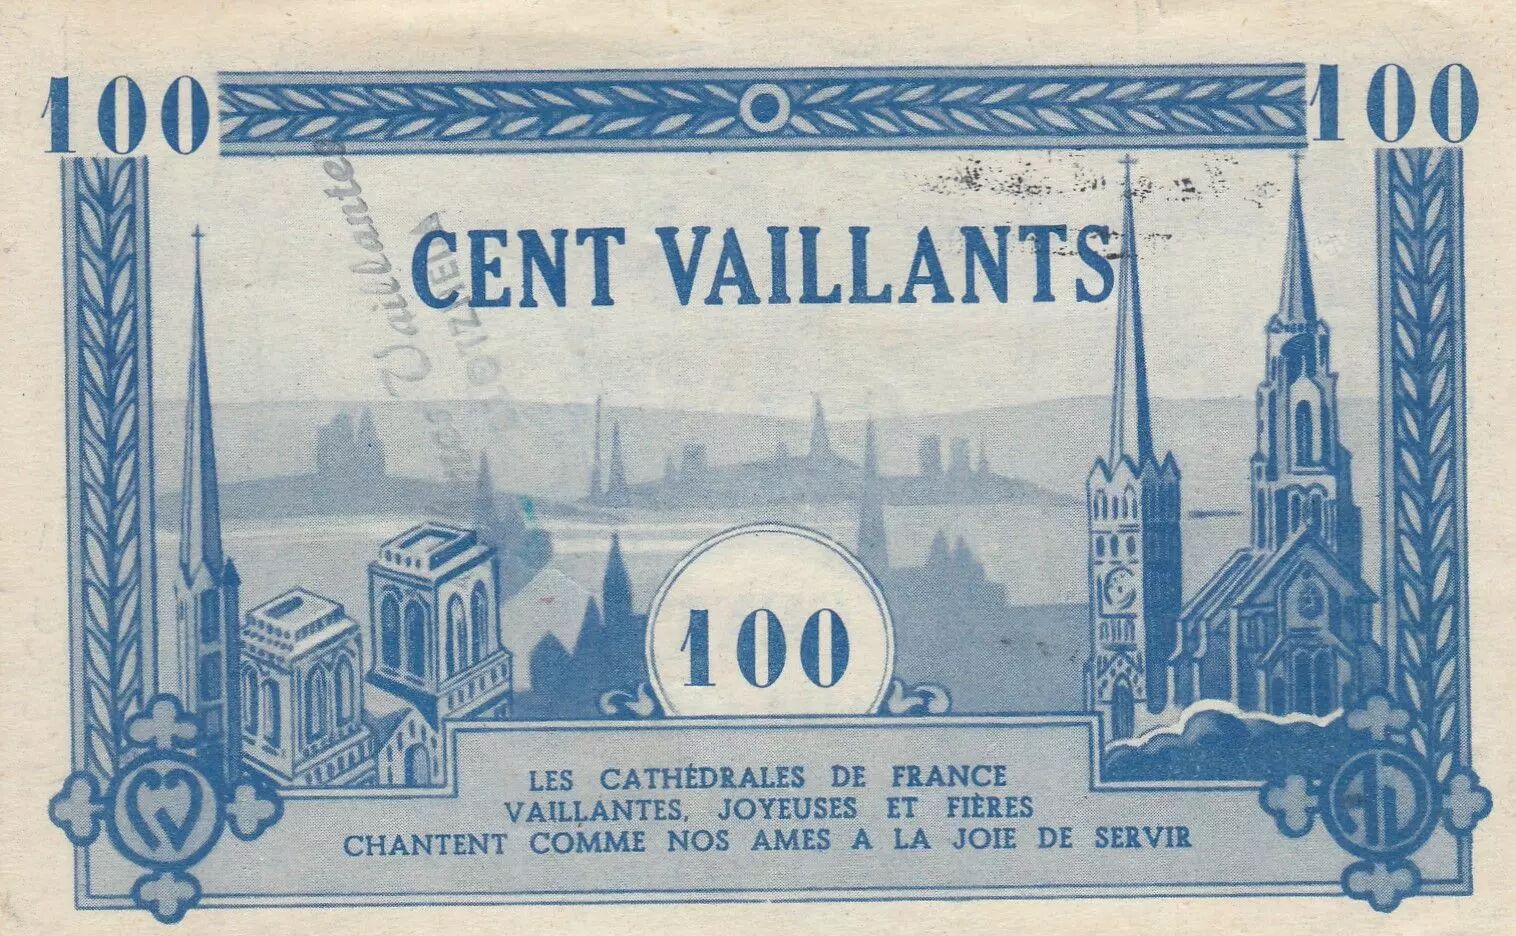 100 100
CENT VAILLANTS
Vaillantes
100
LES CATHÉDRALES DE FRANCE
VAILLANTES, JOYEUSES ET FIÈRES
CHANTENT COMME NOS AMES A LA JOIE DE SERVIR